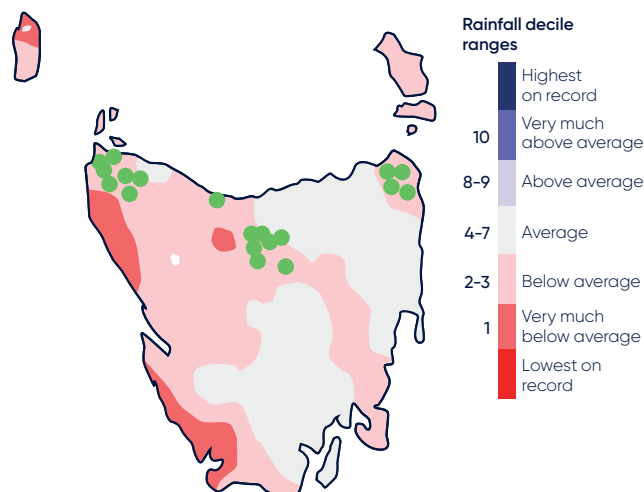 Rainfall decile
ranges
Highest
on record
10
Very much
above average
8-9
Above average
4-7
Average
2-3
Below average
1
Very much
below average
Lowest on
record